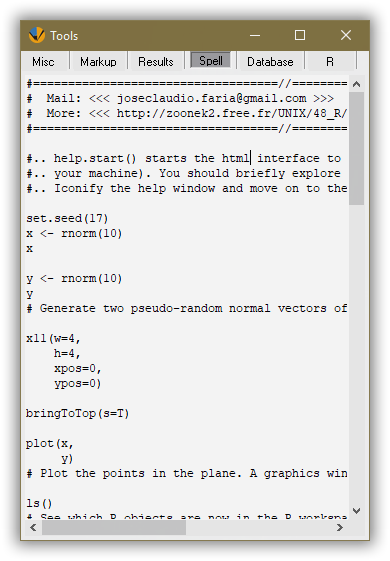 Tools
Misc Markup Results Spell Database R
#===================================//=========
#  Mail: <<< joseclaudio.faria@gmail.com >>>
#  More: <<< http://zoonek2.free.fr/UNIX/48_R/
#===================================//=========

#.. help.start() starts the html interface to
#.. your machine). You should briefly explore
#.. Iconify the help window and move on to the

set.seed(17)
x <- rnorm(10)
x

y <- rnorm(10)
y
# Generate two pseudo-random normal vectors of

x11(w=4,
    h=4,
    xpos=0,
    ypos=0)

bringToTop(s=T)

plot(x,
     y)
# Plot the points in the plane. A graphics win

ls()
# See which R objects are now in the R workspa